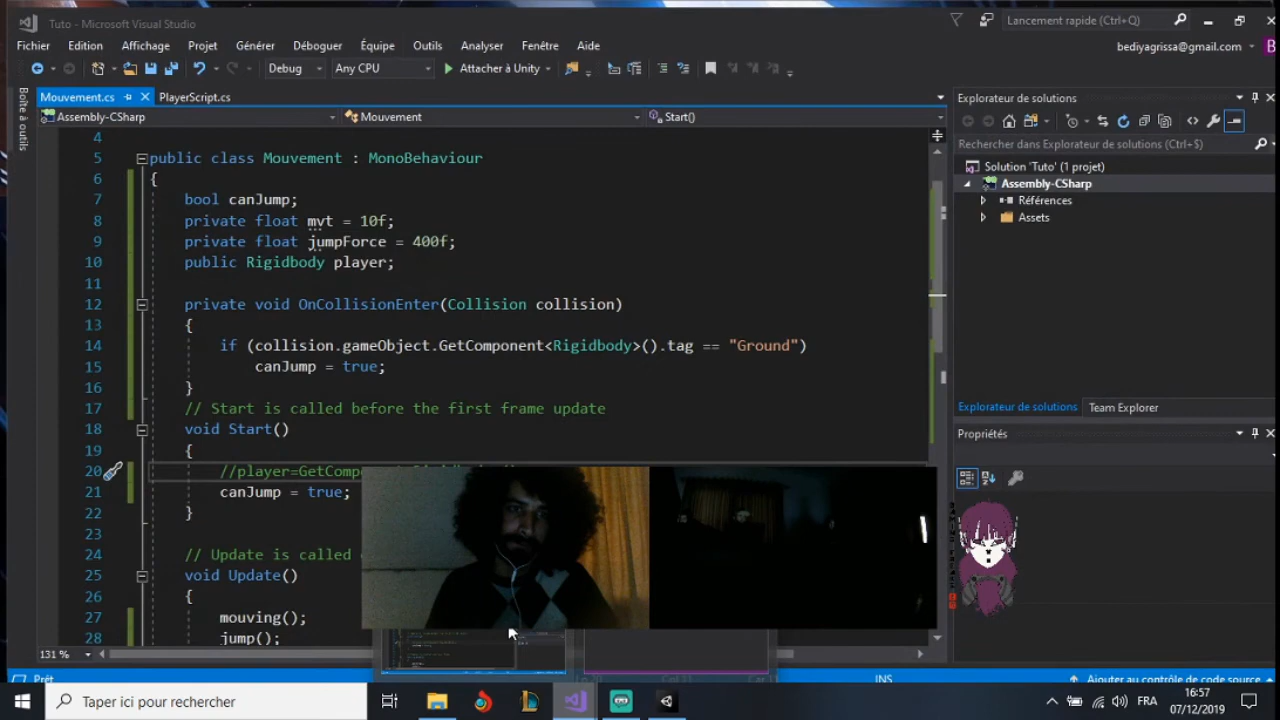 Tuto - Microsoft Visual Studio
Lancement rapide (Ctrl+Q)
Fichier Edition Affichage Projet Générer Déboguer Équipe Outils Analyser Fenêtre Aide
bediyagrissa@gmail.com
Debug Any CPU Attacher à Unity
Boîte à outils
Mouvement.cs PlayerScript.cs
Assembly-CSharp Mouvement Start()
4
5 public class Mouvement : MonoBehaviour
6 {
7 bool canJump;
8 private float mvt = 10f;
9 private float jumpForce = 400f;
10 public Rigidbody player;
11
12 private void OnCollisionEnter(Collision collision)
13 {
14 if (collision.gameObject.GetComponent<Rigidbody>().tag == "Ground")
15 canJump = true;
16 }
17 // Start is called before the first frame update
18 void Start()
19 {
20 //player=GetComp
21 canJump = true;
22 }
23
24 // Update is called
25 void Update()
26 {
27 mouving();
28 jump();
131 %
Explorateur de solutions
Rechercher dans Explorateur de solutions (Ctrl+$)
Solution 'Tuto' (1 projet)
Assembly-CSharp
Références
Assets
Explorateur de solutions Team Explorer
Propriétés
Prêt
INS
Ajouter au contrôle de code source
Taper ici pour rechercher
FRA
16:57
07/12/2019